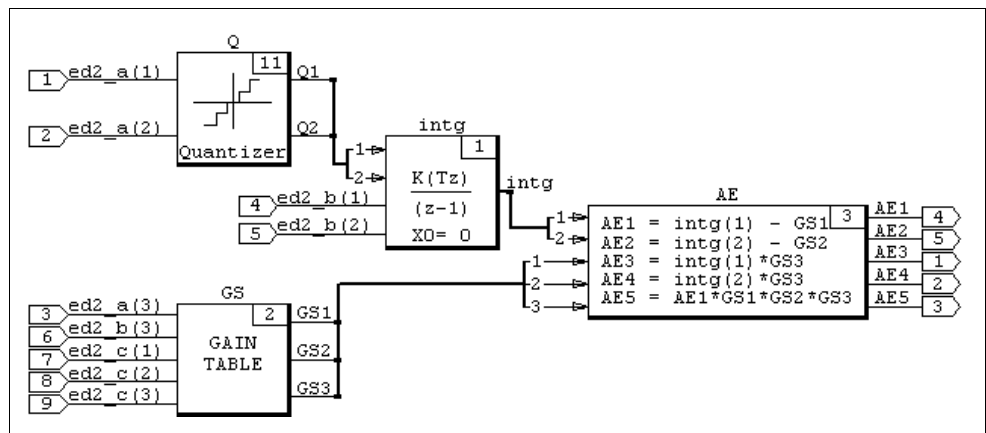 Q
11
1 ed2_a(1) Q1
2 ed2_a(2) Q2
Quantizer
intg
1
1
2
K(Tz)
(z-1)
X0= 0
intg
4 ed2_b(1)
5 ed2_b(2)
AE
3
1
2
1
2
3
AE1 = intg(1) - GS1
AE2 = intg(2) - GS2
AE3 = intg(1)*GS3
AE4 = intg(2)*GS3
AE5 = AE1*GS1*GS2*GS3
AE1 4
AE2 5
AE3 1
AE4 2
AE5 3
GS
2
3 ed2_a(3) GS1
6 ed2_b(3)
7 ed2_c(1) GS2
8 ed2_c(2)
9 ed2_c(3) GS3
GAIN
TABLE